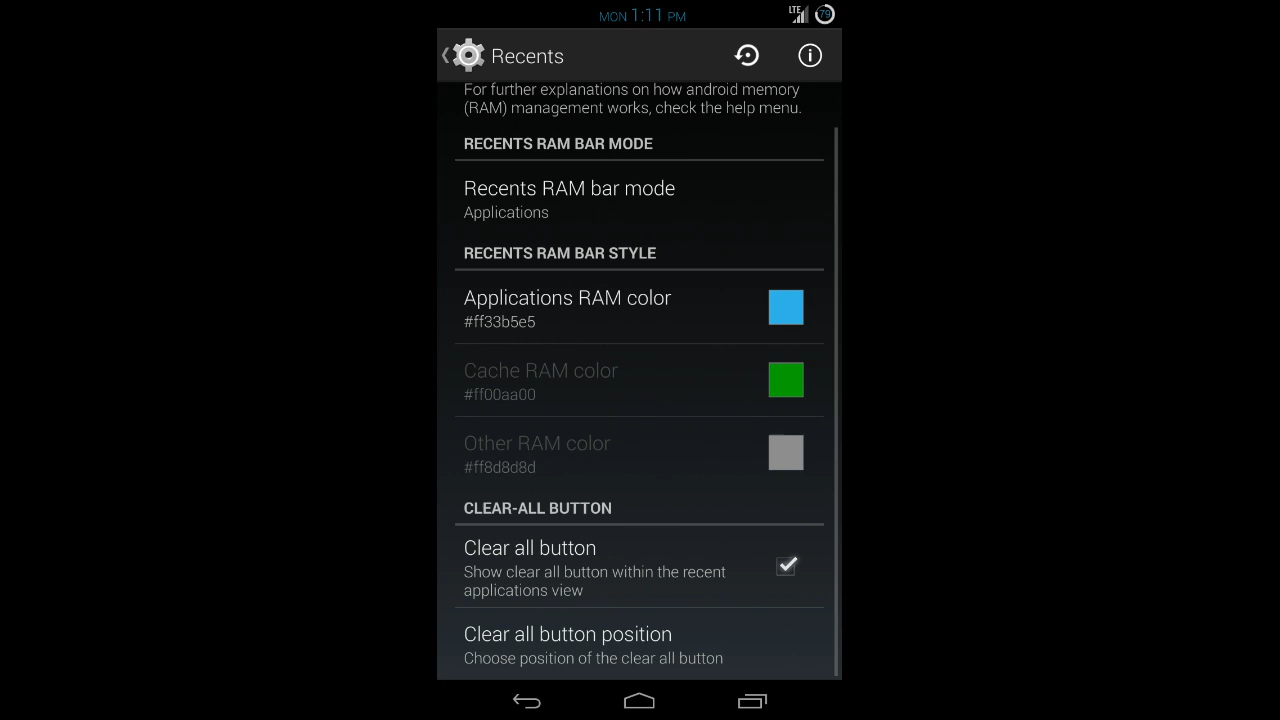 MON 1:11 PM
LTE
79
Recents
For further explanations on how android memory
(RAM) management works, check the help menu.
RECENTS RAM BAR MODE
Recents RAM bar mode
Applications
RECENTS RAM BAR STYLE
Applications RAM color
#ff33b5e5
Cache RAM color
#ff00aa00
Other RAM color
#ff8d8d8d
CLEAR-ALL BUTTON
Clear all button
Show clear all button within the recent
applications view
Clear all button position
Choose position of the clear all button